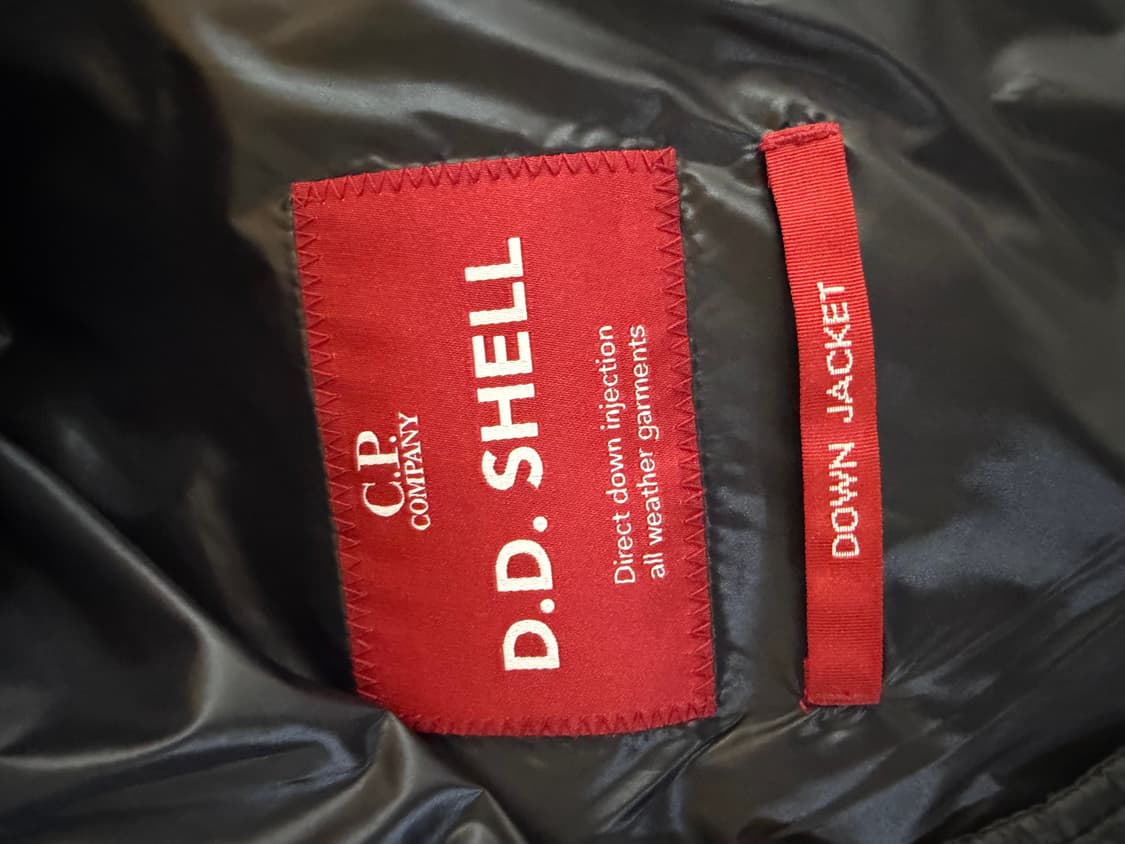 C.P.
COMPANY
D.D. SHELL
Direct down injection
all weather garments
DOWN JACKET